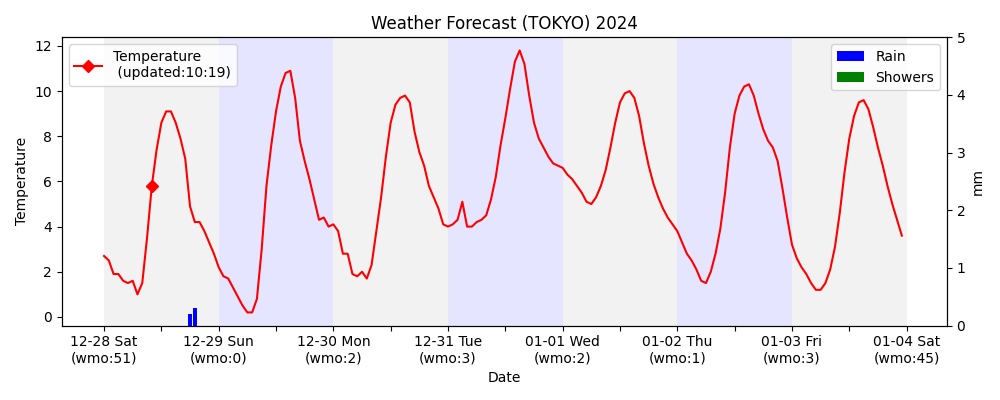 Weather Forecast (TOKYO) 2024
Temperature
(updated:10:19)
Rain
Showers
12
10
8
6
4
2
0
Temperature
5
4
3
2
1
0
mm
12-28 Sat
(wmo:51)
12-29 Sun
(wmo:0)
12-30 Mon
(wmo:2)
12-31 Tue
(wmo:3)
01-01 Wed
(wmo:2)
01-02 Thu
(wmo:1)
01-03 Fri
(wmo:3)
01-04 Sat
(wmo:45)
Date